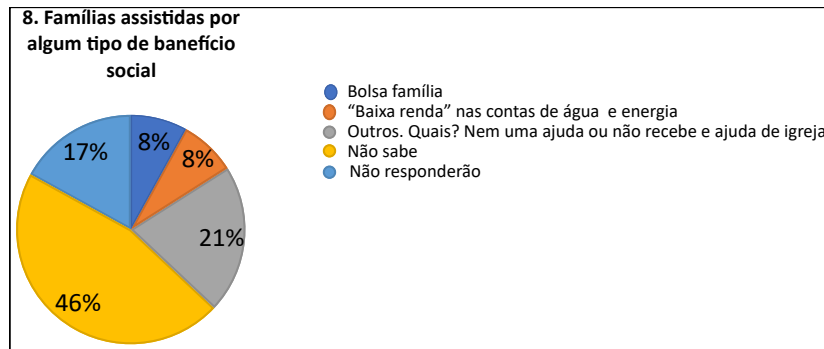 8. Famílias assistidas por
algum tipo de banefício
social
Bolsa família
“Baixa renda” nas contas de água e energia
Outros. Quais? Nem uma ajuda ou não recebe e ajuda de igreja
Não sabe
Não responderão
8%
8%
17%
21%
46%